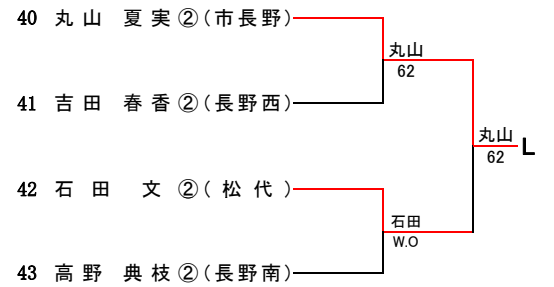 40 丸山 夏実②(市長野)
丸山
62
41 吉田 春香②(長野西)
丸山
62
L
42 石田 文②(松代)
石田
W.O
43 高野 典枝②(長野南)